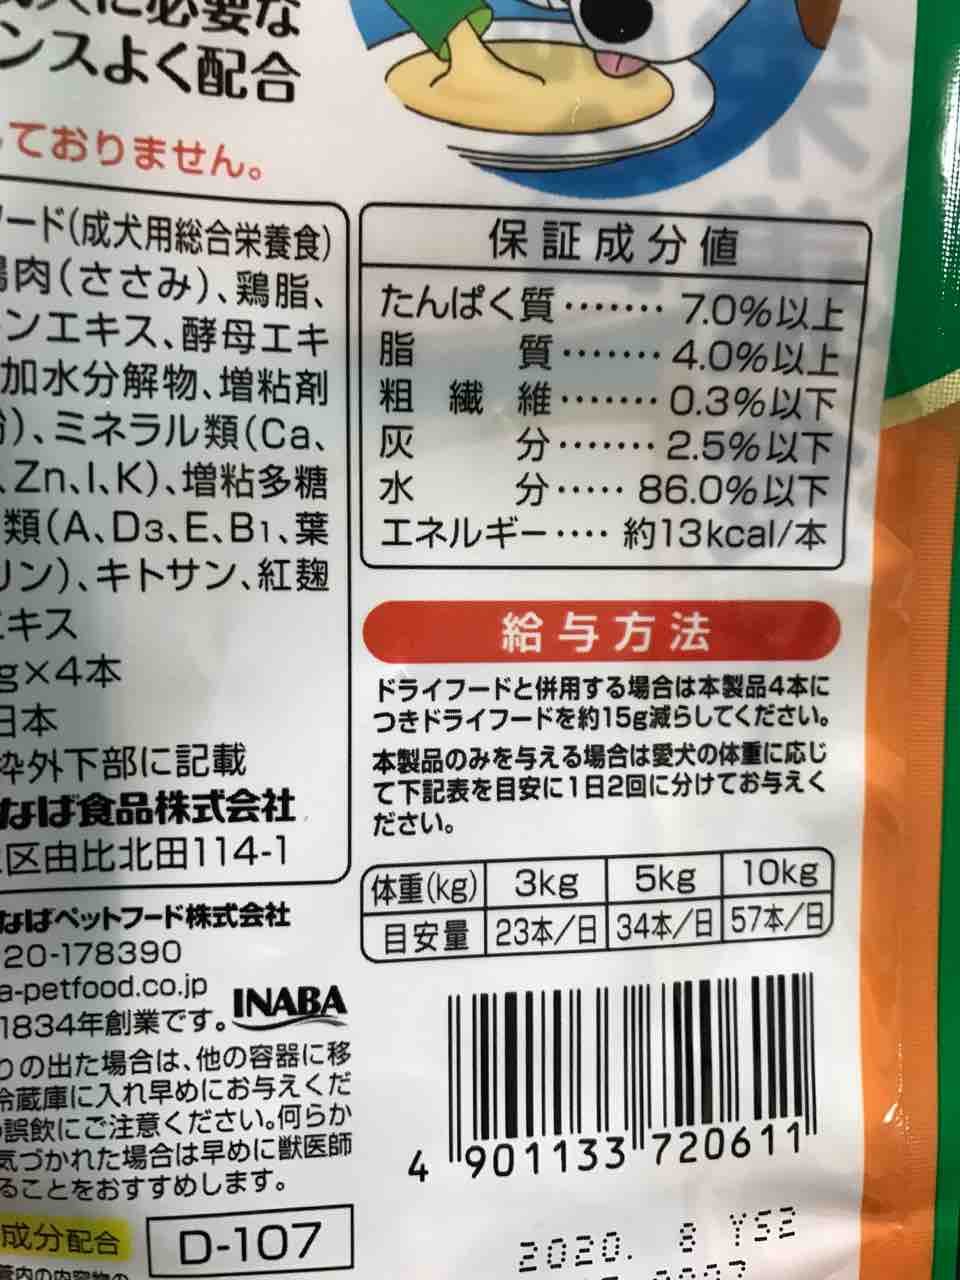 に必要な
ンスよく配合
ておりません。
フード(成犬用総合栄養食)
鶏肉(ささみ)、鶏脂、
ンエキス、酵母エキ
加水分解物、増粘剤
)、ミネラル類(Ca、
、Zn、I、K)、増粘多糖
類(A、D3、E、B1、葉
リン)、キトサン、紅麹
エキス
g×4本
日本
枠外下部に記載
なば食品株式会社
区由比北田114-1
なばペットフード株式会社
20-178390
a-petfood.co.jp
1834年創業です。
INABA
りの出た場合は、他の容器に移
冷蔵庫に入れ早めにお与えくだ
誤飲にご注意ください。何らか
気づかれた場合は早めに獣医師
ることをおすすめします。
成分配合
D-107
保証成分値
たんぱく質……… 7.0%以上
脂質……… 4.0%以上
粗繊維……… 0.3%以下
灰分……… 2.5%以下
水分…… 86.0%以下
エネルギー…… 約13kcal/本
給与方法
ドライフードと併用する場合は本製品4本に
つきドライフードを約15g減らしてください。
本製品のみを与える場合は愛犬の体重に応じ
て下記表を目安に1日2回に分けてお与えく
ださい。
体重(kg) 3kg 5kg 10kg
目安量 23本/日 34本/日 57本/日
4 901133 720611
2020. 8 YS2